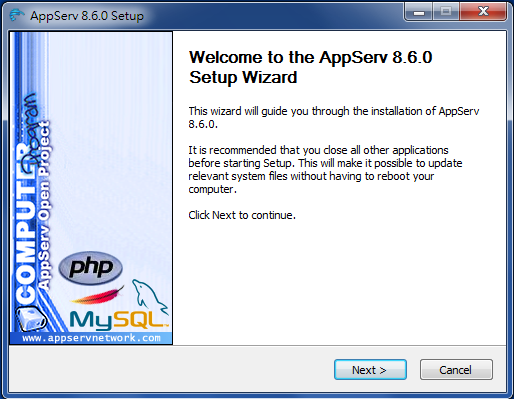 AppServ 8.6.0 Setup
Welcome to the AppServ 8.6.0
Setup Wizard
This wizard will guide you through the installation of AppServ
8.6.0.
It is recommended that you close all other applications
before starting Setup. This will make it possible to update
relevant system files without having to reboot your
computer.
Click Next to continue.
COMPUTER
Program
AppServ Open Project
php
MySQL
www.appservnetwork.com
Next >
Cancel